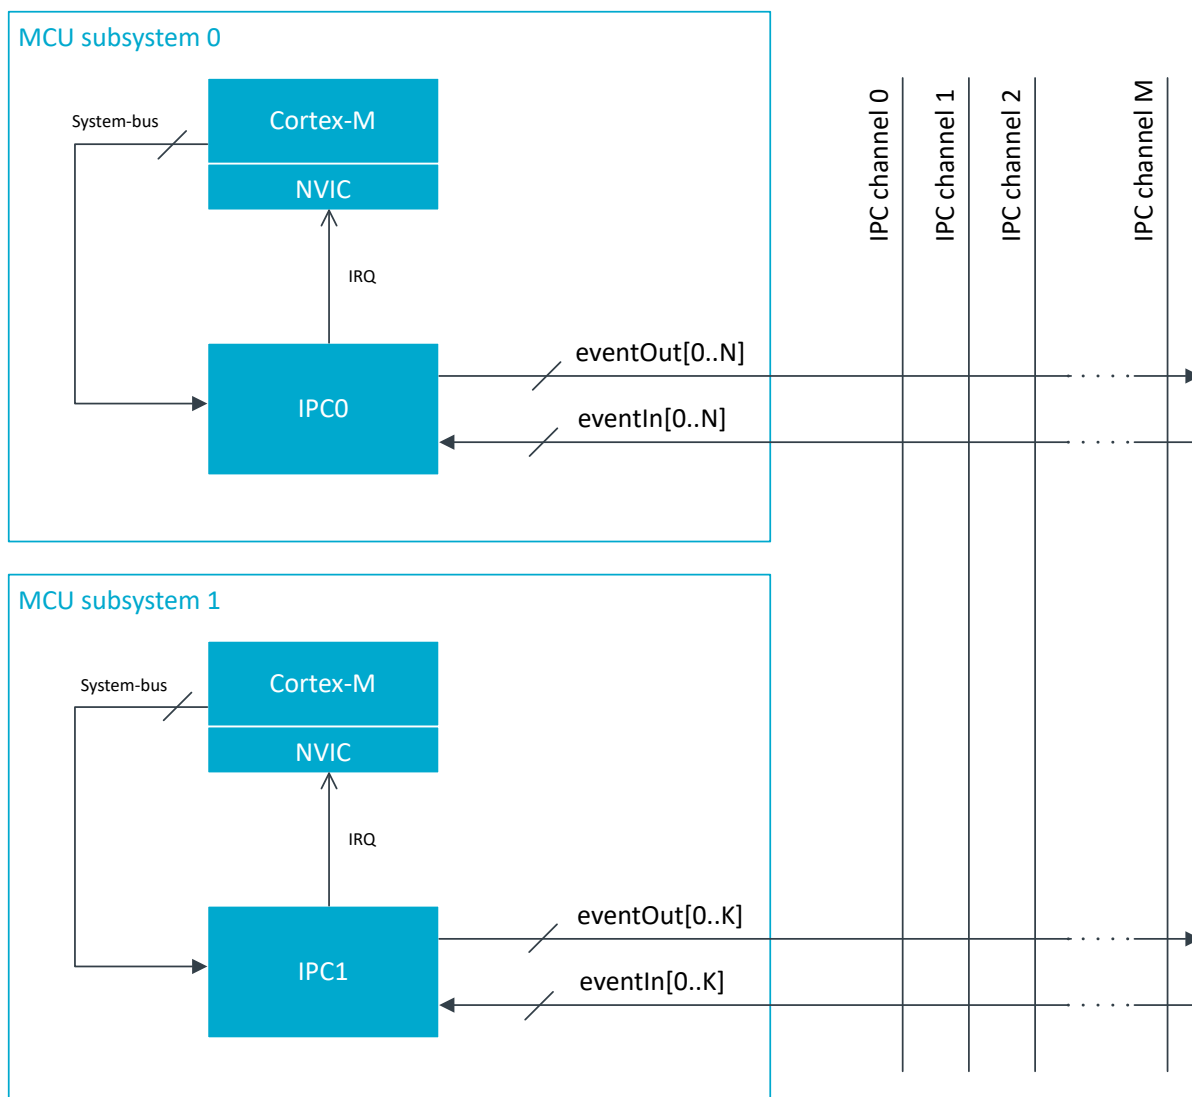 MCU subsystem 0
Cortex-M
System-bus
NVIC
IRQ
eventOut[0..N]
IPC0
eventIn[0..N]
IPC channel 0
IPC channel 1
IPC channel 2
IPC channel M
MCU subsystem 1
Cortex-M
System-bus
NVIC
IRQ
eventOut[0..K]
IPC1
eventIn[0..K]